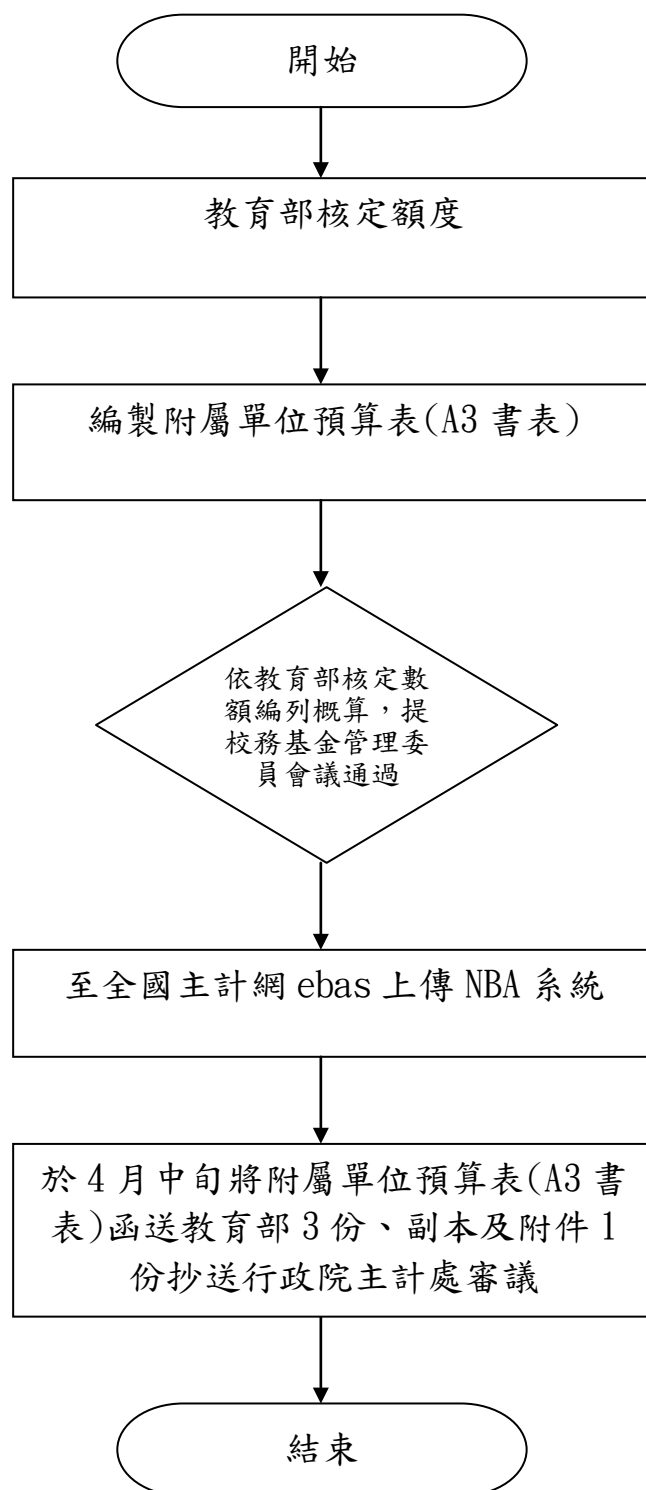 開始
教育部核定額度
編製附屬單位預算表(A3 書表)
依教育部核定數
額編列概算，提
校務基金管理委
員會議通過
至全國主計網 ebas 上傳 NBA 系統
於 4 月中旬將附屬單位預算表(A3 書
表)函送教育部 3 份、副本及附件 1
份抄送行政院主計處審議
結束